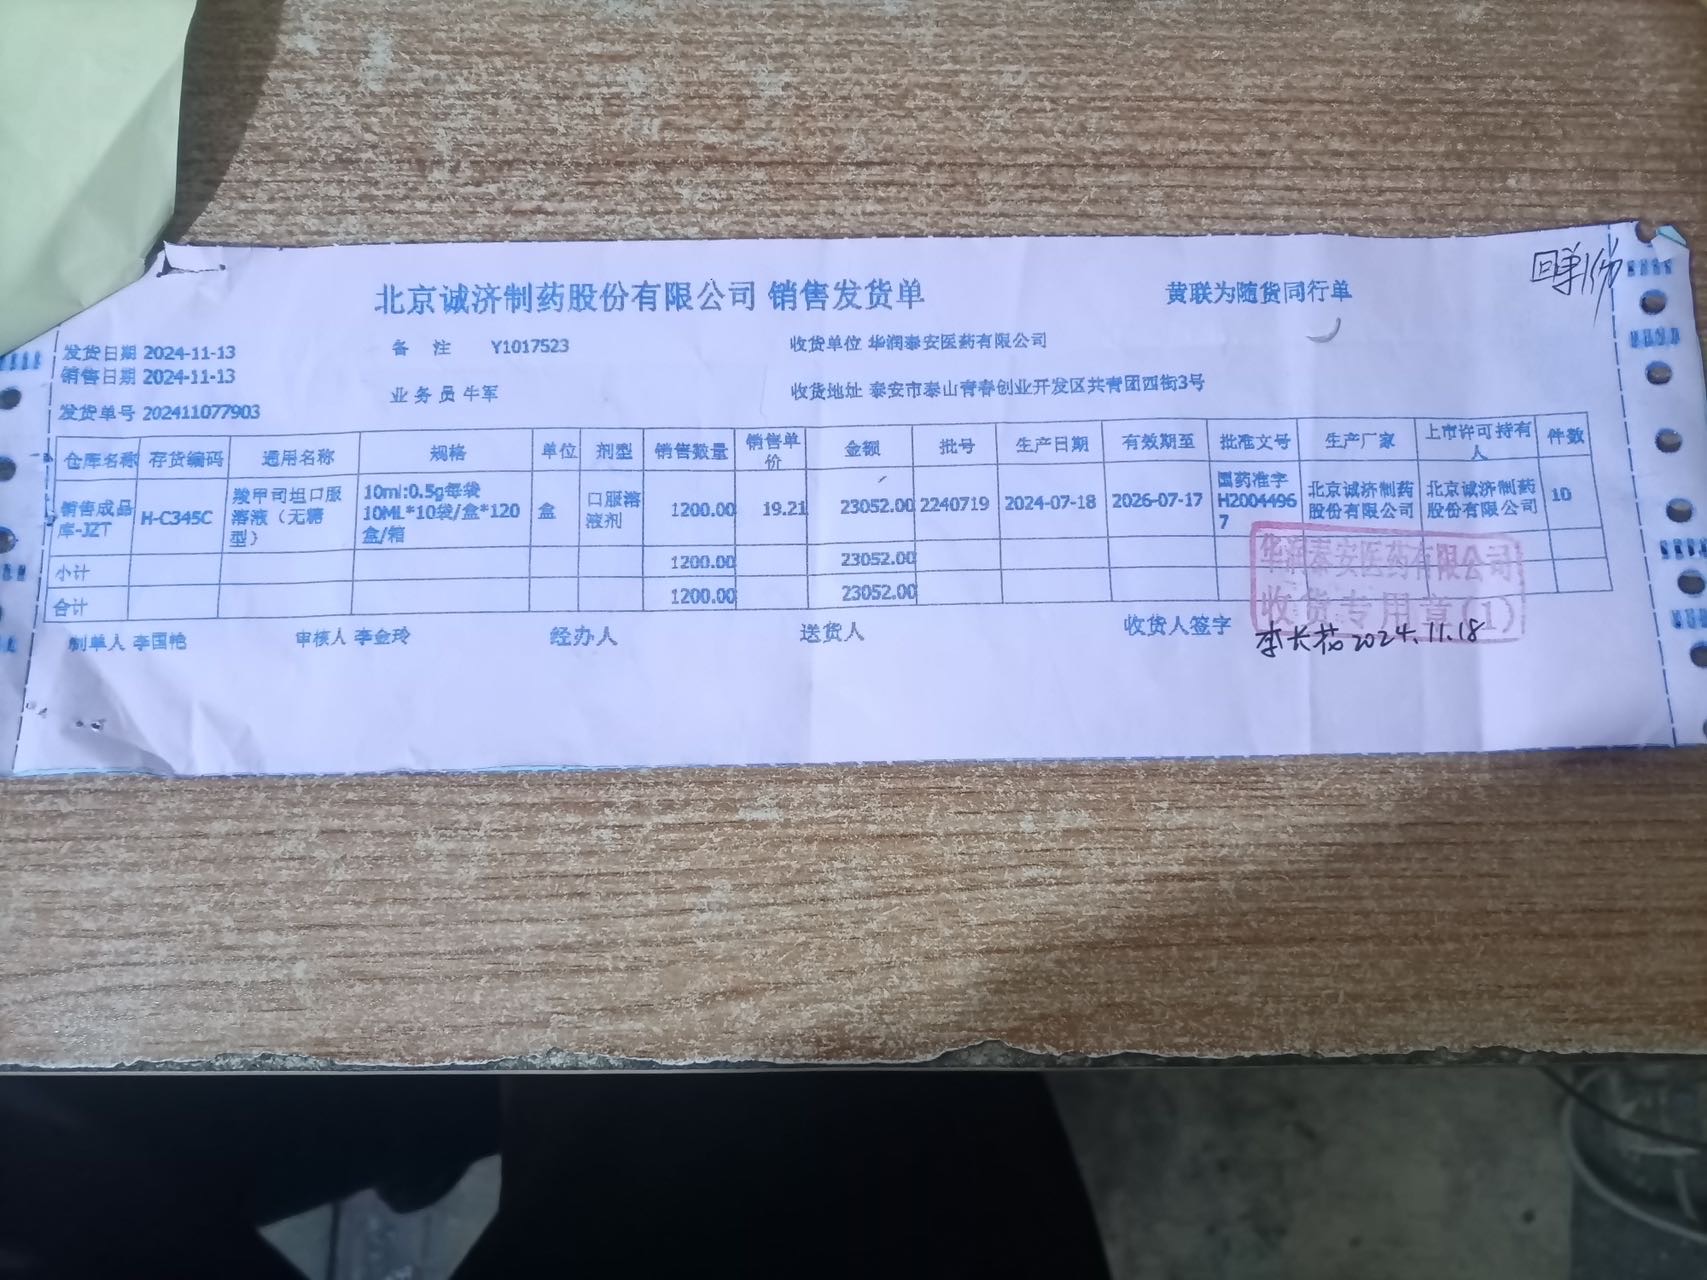 回单1份
北京诚济制药股份有限公司 销售发货单 黄联为随货同行单
发货日期 2024-11-13 备 注 Y1017523 收货单位 华润泰安医药有限公司
销售日期 2024-11-13
业务员 牛军 收货地址 泰安市泰山青春创业开发区共青团西街3号
发货单号 202411077903
仓库名称 存货编码 通用名称 规格 单位 剂型 销售数量 销售单价 金额 批号 生产日期 有效期至 批准文号 生产厂家 上市许可持有人 件数
销售成品库-JZT H-C345C 羧甲司坦口服溶液（无糖型） 10ml:0.5g每袋 10ML*10袋/盒*120盒/箱 盒 口服溶液剂 1200.00 19.21 23052.00 2240719 2024-07-18 2026-07-17 国药准字H20044967 北京诚济制药股份有限公司 北京诚济制药股份有限公司 10
小计 1200.00 23052.00
合计 1200.00 23052.00
华润泰安医药有限公司
收货专用章(1)
制单人 李国艳 审核人 李金玲 经办人 送货人 收货人签字
李长芬 2024.11.18